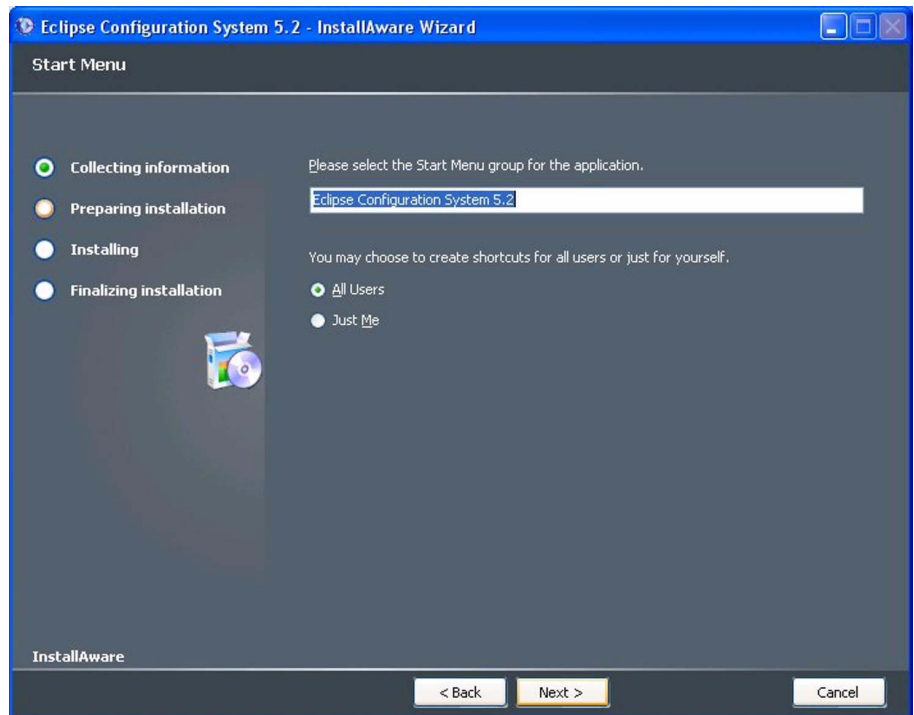 Eclipse Configuration System 5.2 - InstallAware Wizard
Start Menu
Collecting information
Preparing installation
Installing
Finalizing installation
Please select the Start Menu group for the application.
Eclipse Configuration System 5.2
You may choose to create shortcuts for all users or just for yourself.
All Users
Just Me
InstallAware
< Back
Next >
Cancel